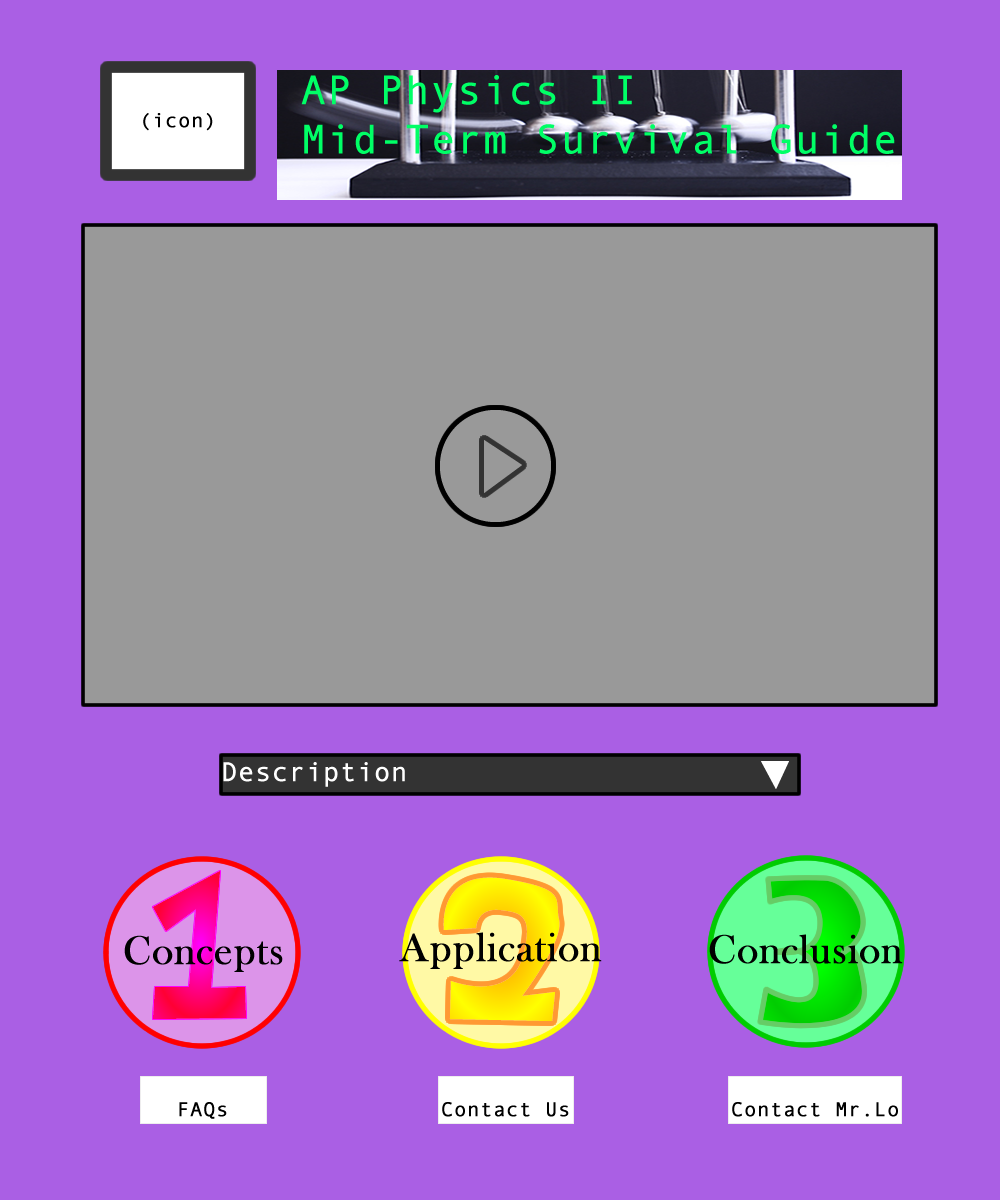 (icon)
AP Physics II
Mid-Term Survival Guide
Description
1
Concepts
2
Application
3
Conclusion
FAQs
Contact Us
Contact Mr.Lo